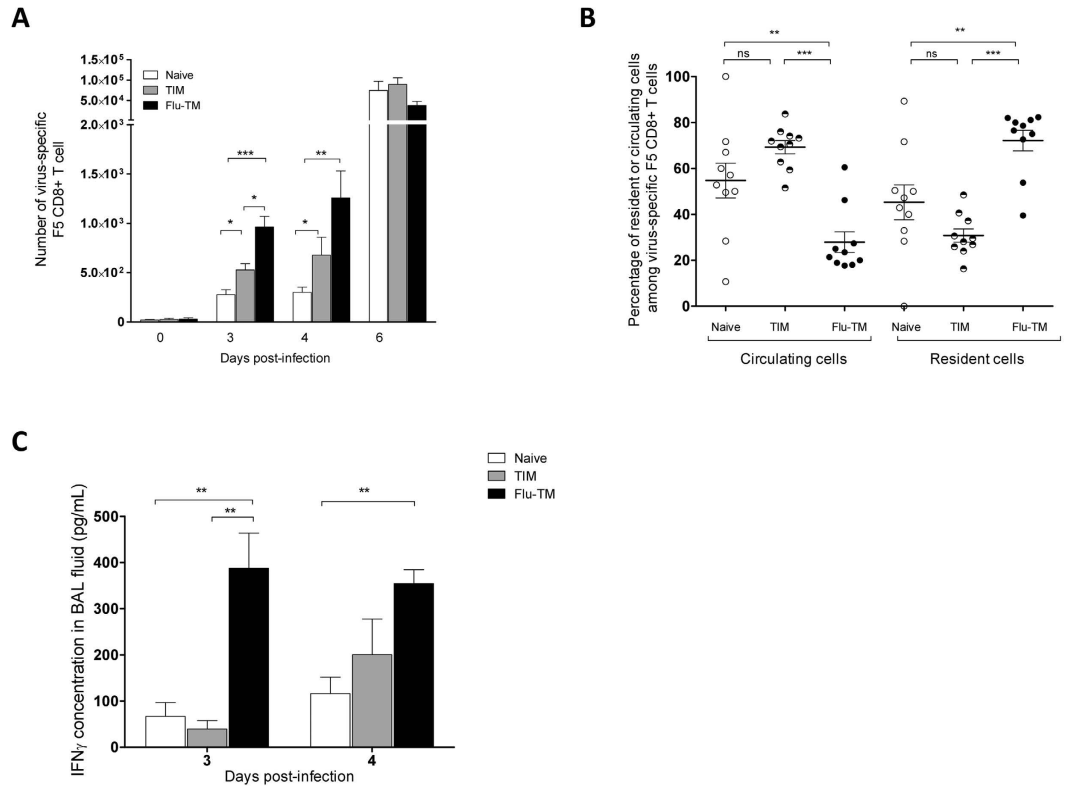 A
1.5×10⁵
1.0×10⁵
5.0×10⁴
2.0×10³
1.5×10³
1.0×10³
5.0×10²
0
Number of virus-specific
F5 CD8+ T cell
Naive
TIM
Flu-TM
***
**
*
*
*
0 3 4 6
Days post-infection
B
** **
ns *** ns ***
100
80
60
40
20
0
Percentage of resident or circulating cells
among virus-specific F5 CD8+ T cells
Naive TIM Flu-TM Naive TIM Flu-TM
Circulating cells Resident cells
C
Naive
TIM
Flu-TM
** **
**
500
400
300
200
100
0
IFNγ concentration in BAL fluid (pg/mL)
3 4
Days post-infection